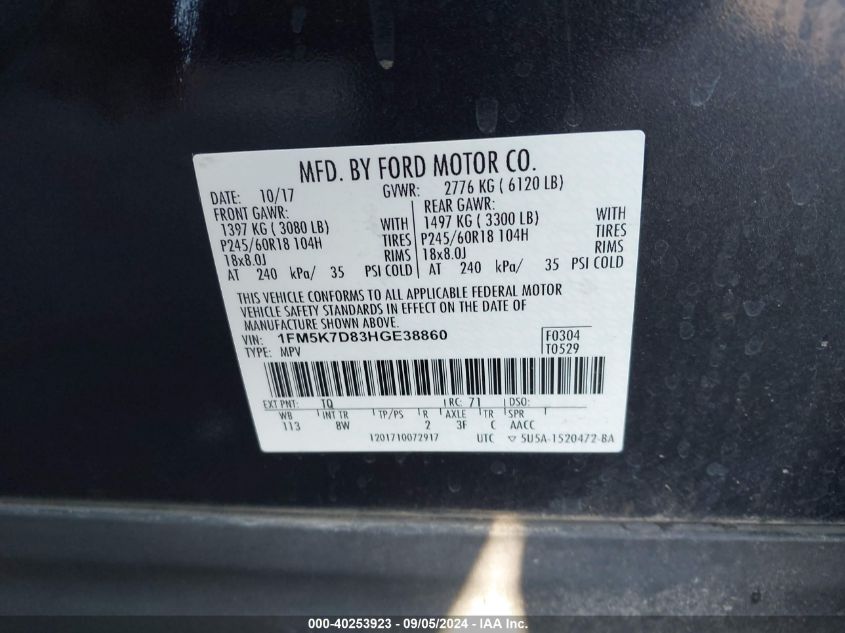 MFD. BY FORD MOTOR CO.
DATE: 10/17 GVWR: 2776 KG ( 6120 LB)
FRONT GAWR: REAR GAWR:
1397 KG ( 3080 LB) WITH 1497 KG ( 3300 LB) WITH
P245/60R18 104H TIRES P245/60R18 104H TIRES
18x8.0J RIMS 18x8.0J RIMS
AT 240 kPa/ 35 PSI COLD AT 240 kPa/ 35 PSI COLD
THIS VEHICLE CONFORMS TO ALL APPLICABLE FEDERAL MOTOR
VEHICLE SAFETY STANDARDS IN EFFECT ON THE DATE OF
MANUFACTURE SHOWN ABOVE.
VIN: 1FM5K7D83HGE38860 F0304
TYPE: MPV T0529
EXT PNT: TQ RC: 71 DSO:
WB INT TR TP/PS R AXLE TR SPR
113 8W 2 3F C AACC
1201710072917 UTC ▽ 5U5A-1520472-BA
000-40253923 - 09/05/2024 - IAA Inc.